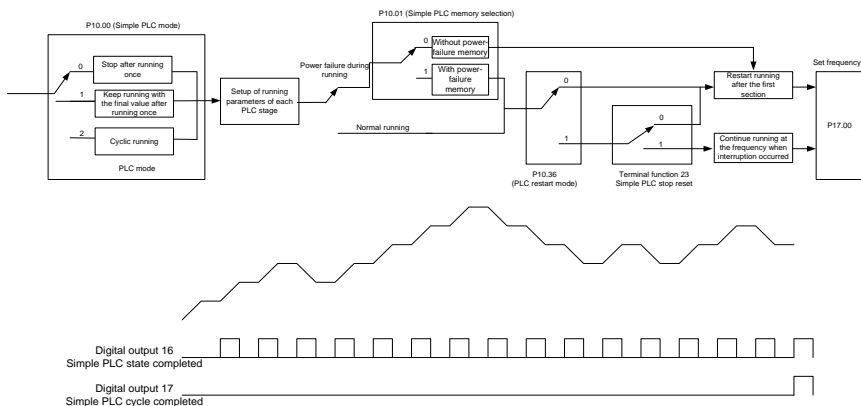 P10.00 (Simple PLC mode)
0
Stop after running
once
1
Keep running with
the final value after
running once
2
Cyclic running
PLC mode
Setup of running
parameters of each
PLC stage
Power failure during
running
Normal running
P10.01 (Simple PLC memory selection)
0
Without power-
failure memory
1
With power-
failure memory
0
1
P10.36
(PLC restart mode)
0
1
Terminal function 23
Simple PLC stop reset
Restart running
after the first
section
Continue running at
the frequency when
interruption occurred
Set frequency
P17.00
Digital output 16
Simple PLC state completed
Digital output 17
Simple PLC cycle completed